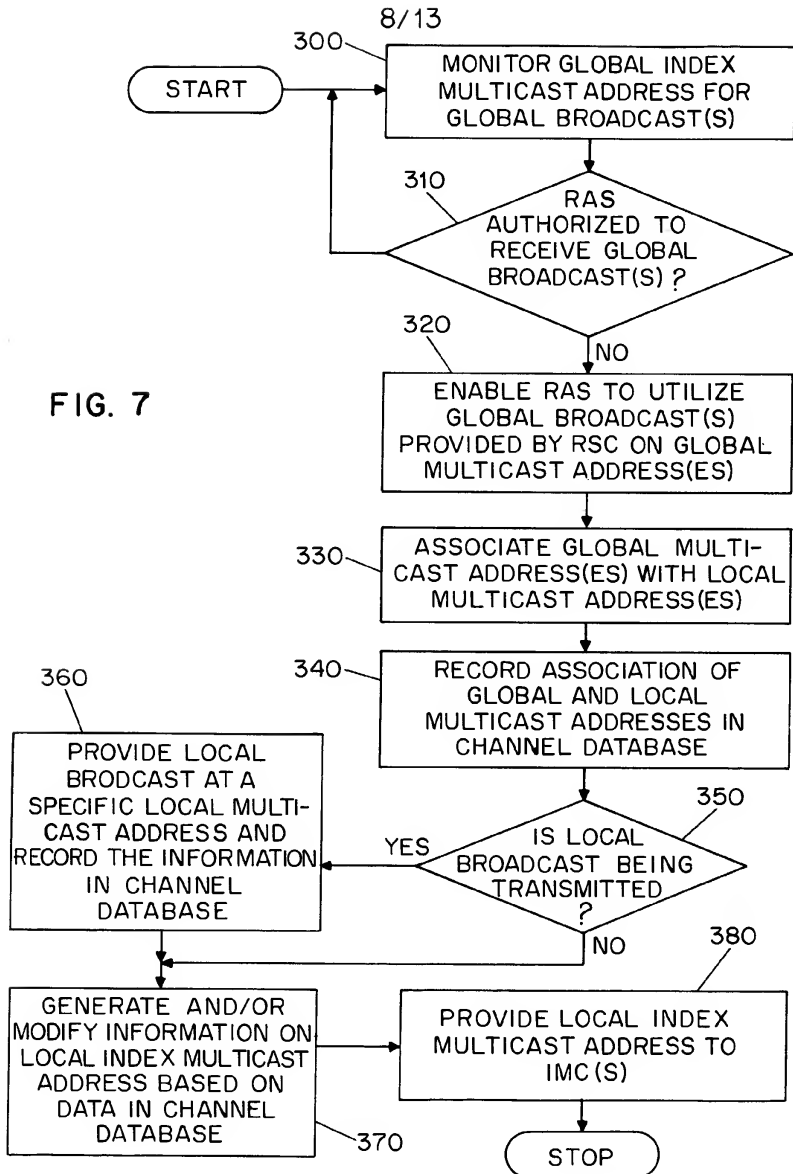 8/13
300
START
MONITOR GLOBAL INDEX
MULTICAST ADDRESS FOR
GLOBAL BROADCAST(S)
310
RAS
AUTHORIZED TO
RECEIVE GLOBAL
BROADCAST(S) ?
NO
320
FIG. 7
ENABLE RAS TO UTILIZE
GLOBAL BROADCAST(S)
PROVIDED BY RSC ON GLOBAL
MULTICAST ADDRESS(ES)
330
ASSOCIATE GLOBAL MULTI-
CAST ADDRESS(ES) WITH LOCAL
MULTICAST ADDRESS(ES)
340
RECORD ASSOCIATION OF
GLOBAL AND LOCAL
MULTICAST ADDRESSES IN
CHANNEL DATABASE
360
PROVIDE LOCAL
BRODCAST AT A
SPECIFIC LOCAL MULTI-
CAST ADDRESS AND
RECORD THE INFORMATION
IN CHANNEL
DATABASE
350
YES
IS LOCAL
BROADCAST BEING
TRANSMITTED
?
NO
380
GENERATE AND/OR
MODIFY INFORMATION ON
LOCAL INDEX MULTICAST
ADDRESS BASED ON
DATA IN CHANNEL
DATABASE
370
PROVIDE LOCAL INDEX
MULTICAST ADDRESS TO
IMC(S)
STOP